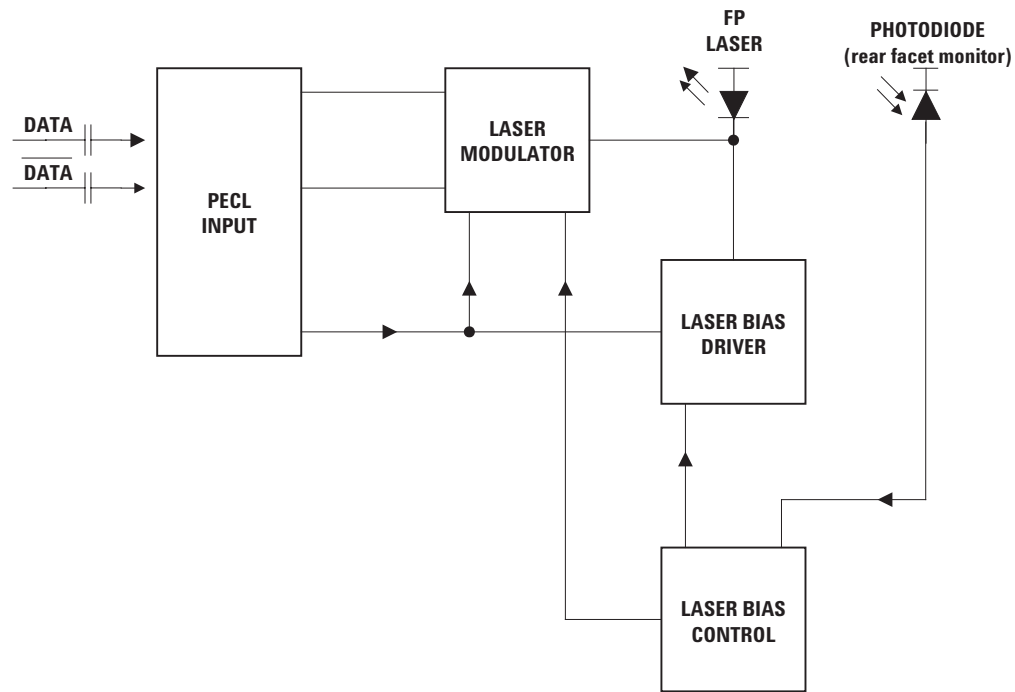 FP
LASER
PHOTODIODE
(rear facet monitor)
DATA
DATA
PECL
INPUT
LASER
MODULATOR
LASER BIAS
DRIVER
LASER BIAS
CONTROL